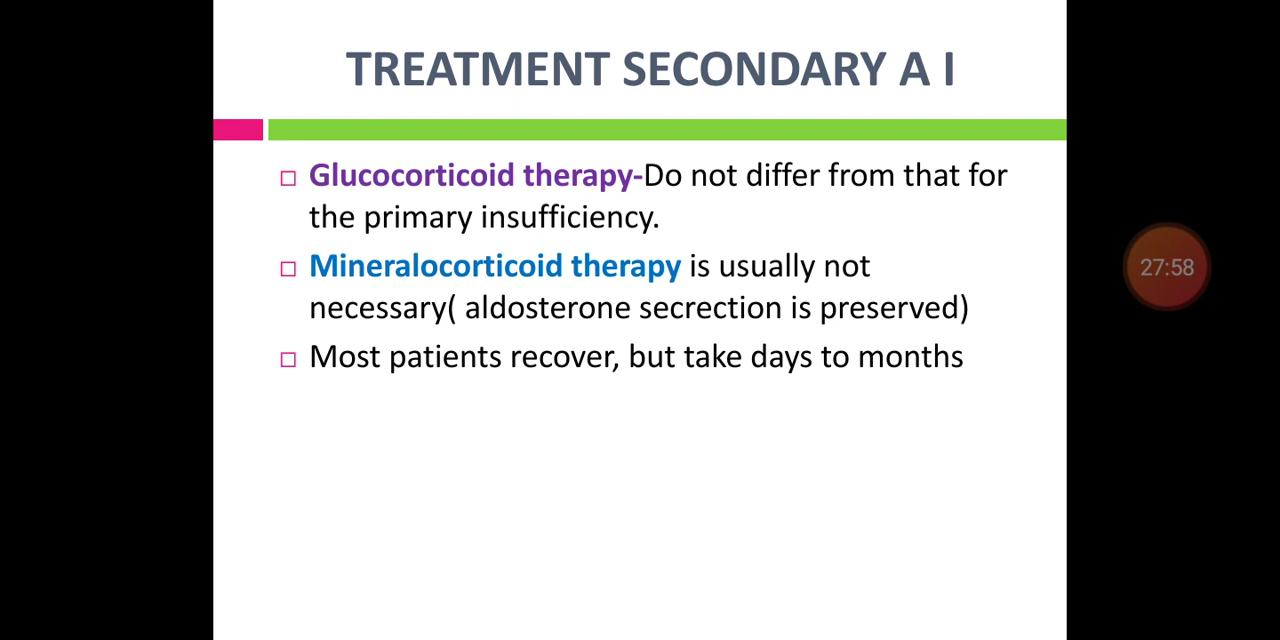 TREATMENT SECONDARY A I
Glucocorticoid therapy-Do not differ from that for
the primary insufficiency.
Mineralocorticoid therapy is usually not
necessary( aldosterone secrection is preserved)
Most patients recover, but take days to months
27:58